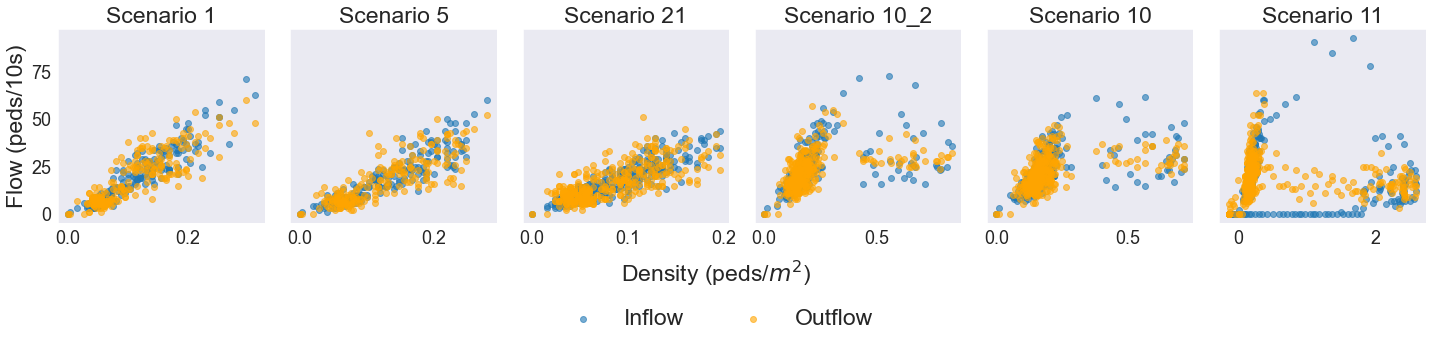 Scenario 1
Scenario 5
Scenario 21
Scenario 10_2
Scenario 10
Scenario 11
Flow (peds/10s)
75
50
25
0
0.0 0.2
0.0 0.2
0.0 0.1 0.2
0.0 0.5
0.0 0.5
0 2
Density (peds/m²)
Inflow
Outflow